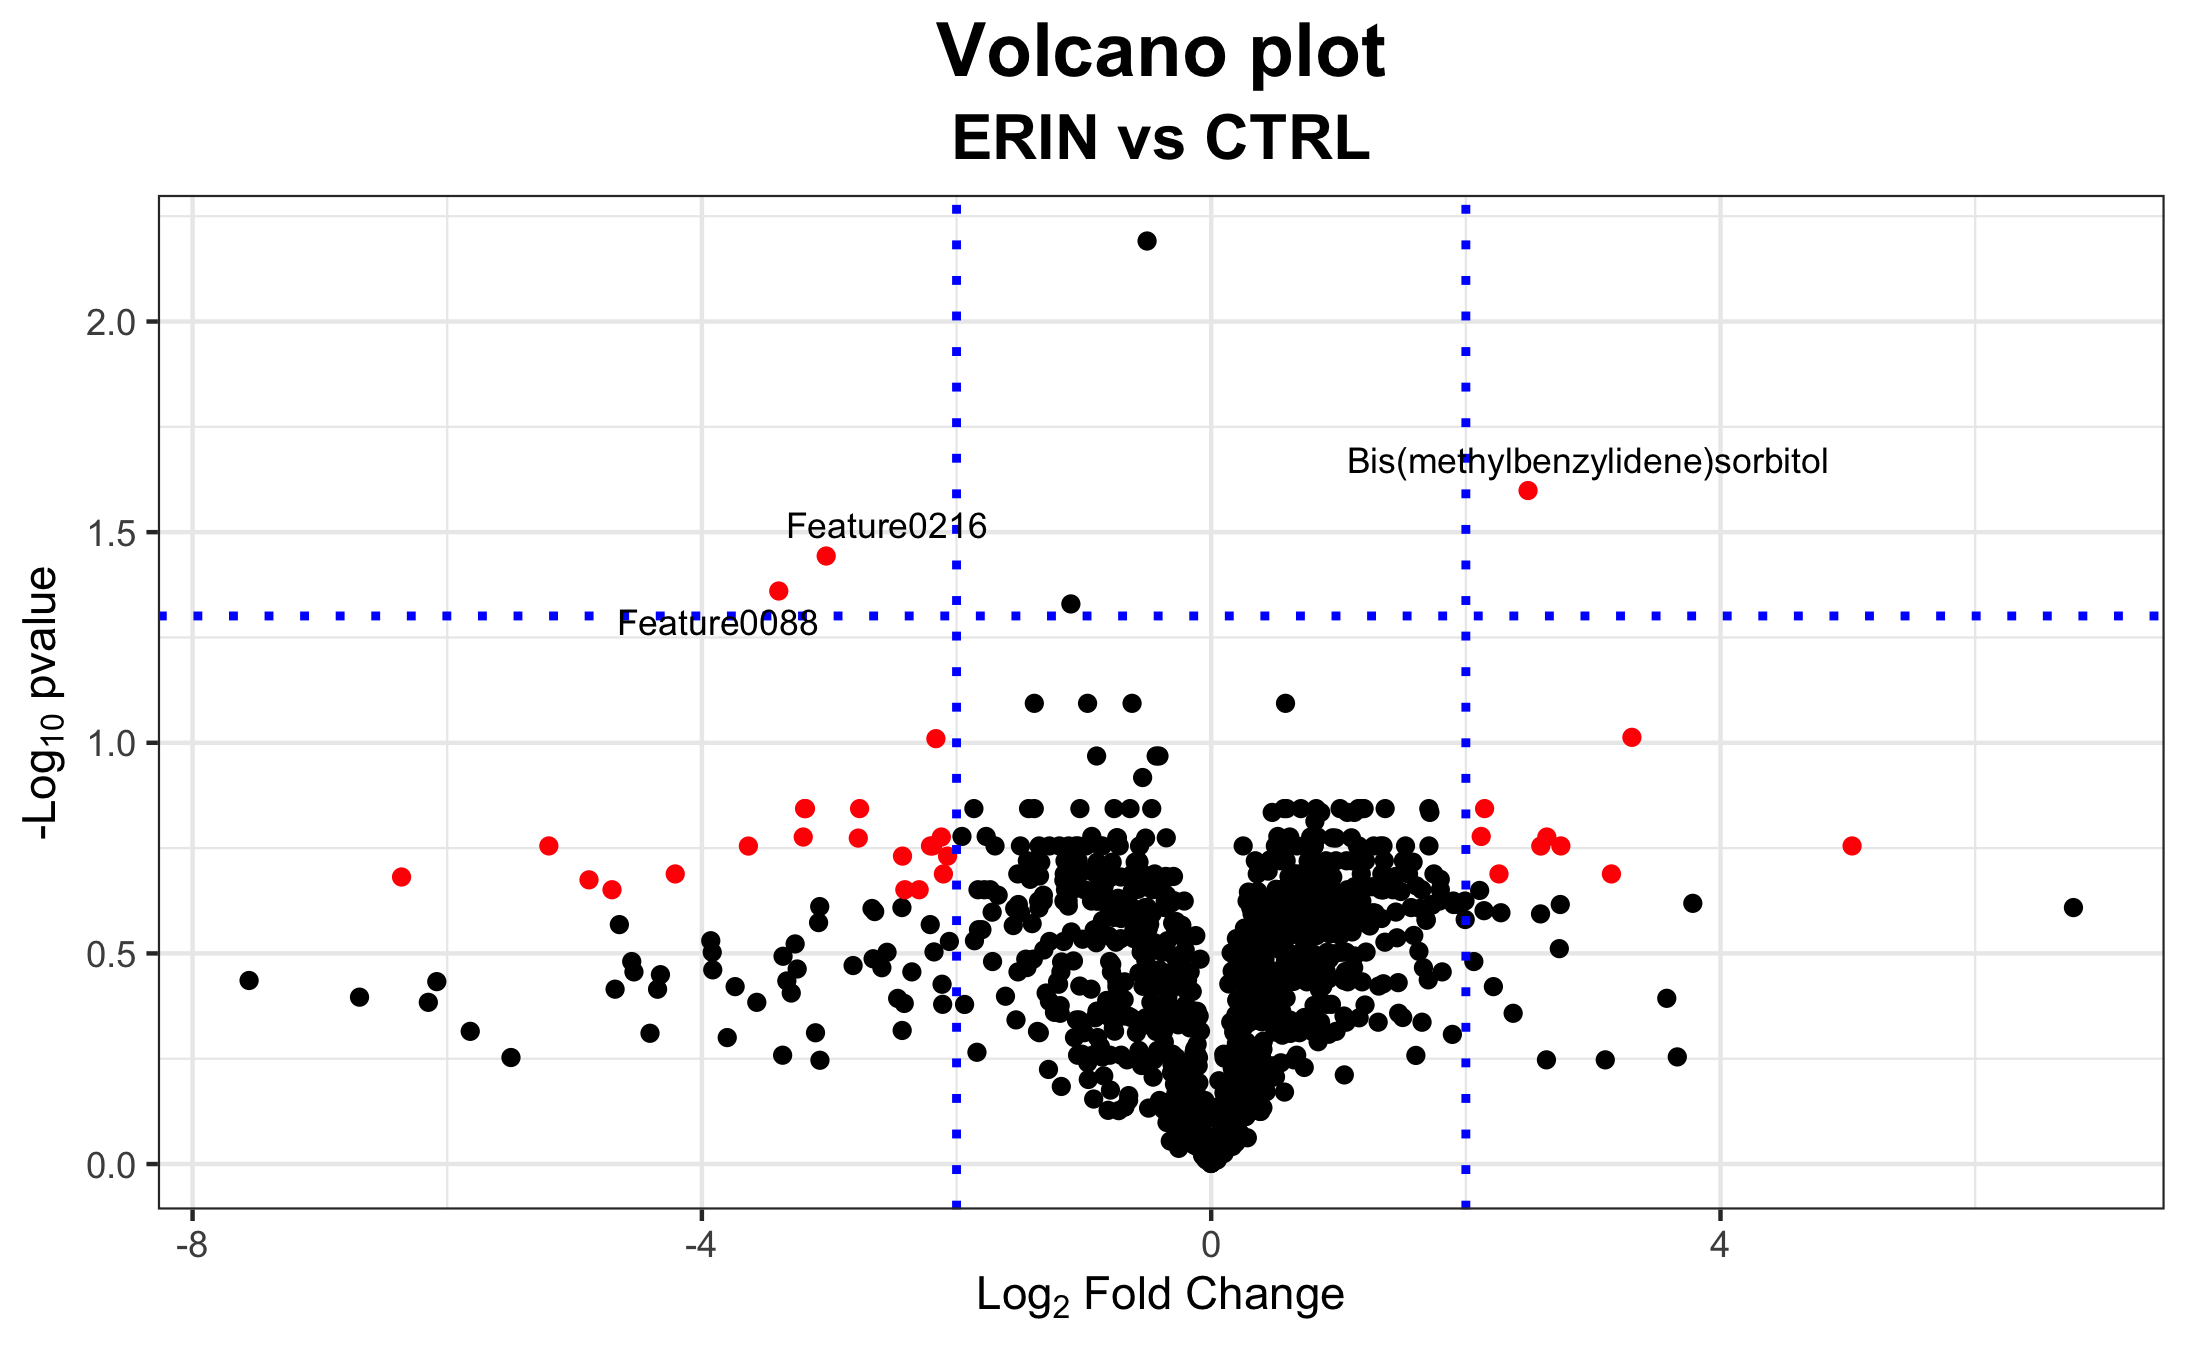 Volcano plot
ERIN vs CTRL
-Log10 pvalue
2.0
1.5
1.0
0.5
0.0
Bis(methylbenzylidene)sorbitol
Feature0216
Feature0088
-8
-4
0
4
Log2 Fold Change